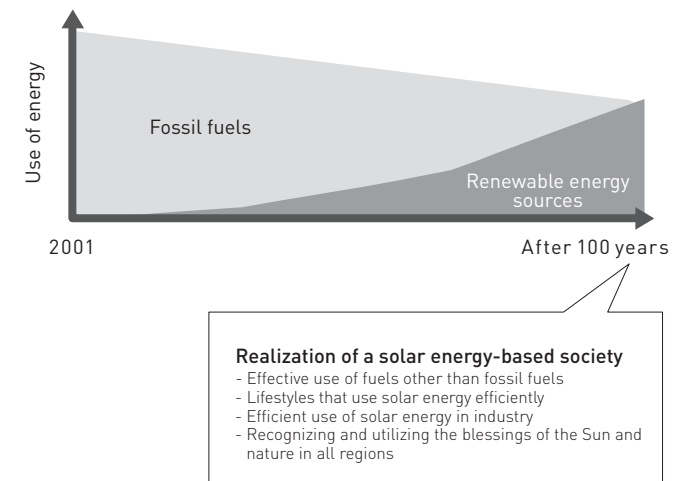 Use of energy
Fossil fuels
Renewable energy
sources
2001
After 100 years
Realization of a solar energy-based society
- Effective use of fuels other than fossil fuels
- Lifestyles that use solar energy efficiently
- Efficient use of solar energy in industry
- Recognizing and utilizing the blessings of the Sun and
nature in all regions